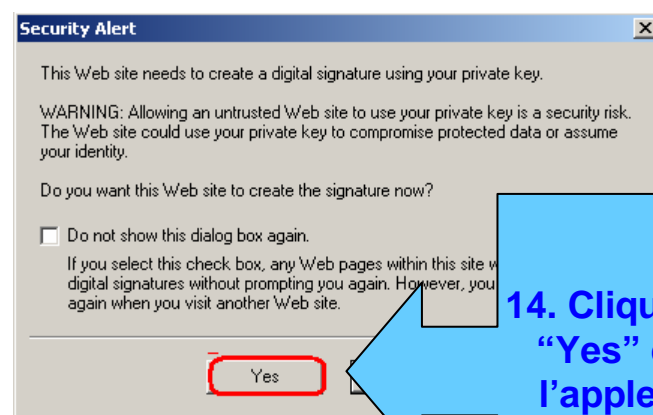 Security Alert
This Web site needs to create a digital signature using your private key.
WARNING: Allowing an untrusted Web site to use your private key is a security risk.
The Web site could use your private key to compromise protected data or assume
your identity.
Do you want this Web site to create the signature now?
Do not show this dialog box again.
If you select this check box, any Web pages within this site
digital signatures without prompting you again. However, you
again when you visit another Web site.
Yes
14.
“Yes”